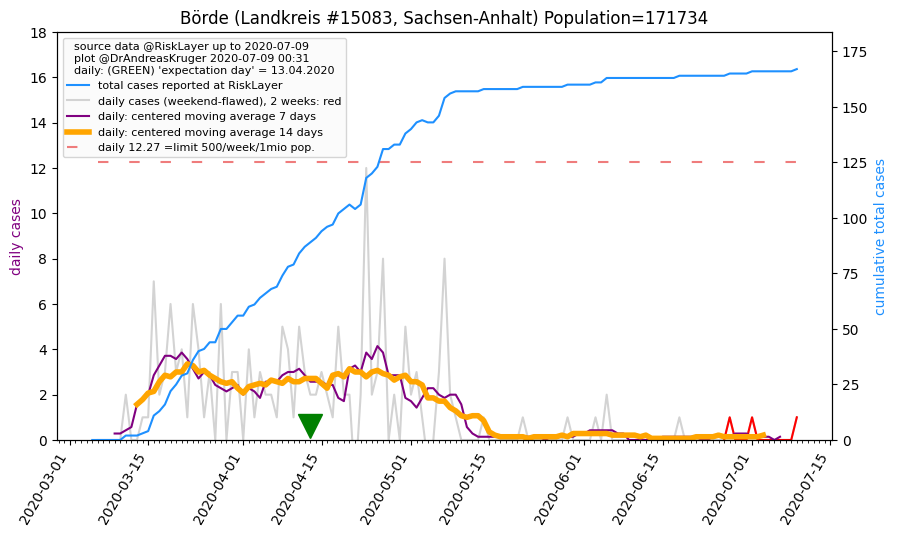 Börde (Landkreis #15083, Sachsen-Anhalt) Population=171734
source data @RiskLayer up to 2020-07-09
plot @DrAndreasKruger 2020-07-09 00:31
daily: (GREEN) 'expectation day' = 13.04.2020
total cases reported at RiskLayer
daily cases (weekend-flawed), 2 weeks: red
daily: centered moving average 7 days
daily: centered moving average 14 days
daily 12.27 =limit 500/week/1mio pop.
daily cases
18
16
14
12
10
8
6
4
2
0
cumulative total cases
175
150
125
100
75
50
25
0
2020-03-01
2020-03-15
2020-04-01
2020-04-15
2020-05-01
2020-05-15
2020-06-01
2020-06-15
2020-07-01
2020-07-15